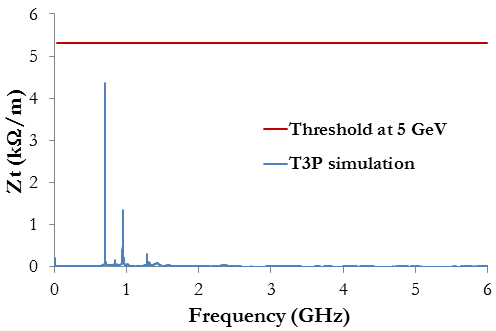 6
5
4
3
2
1
0
Zt (kΩ/m)
Threshold at 5 GeV
T3P simulation
0 1 2 3 4 5 6
Frequency (GHz)